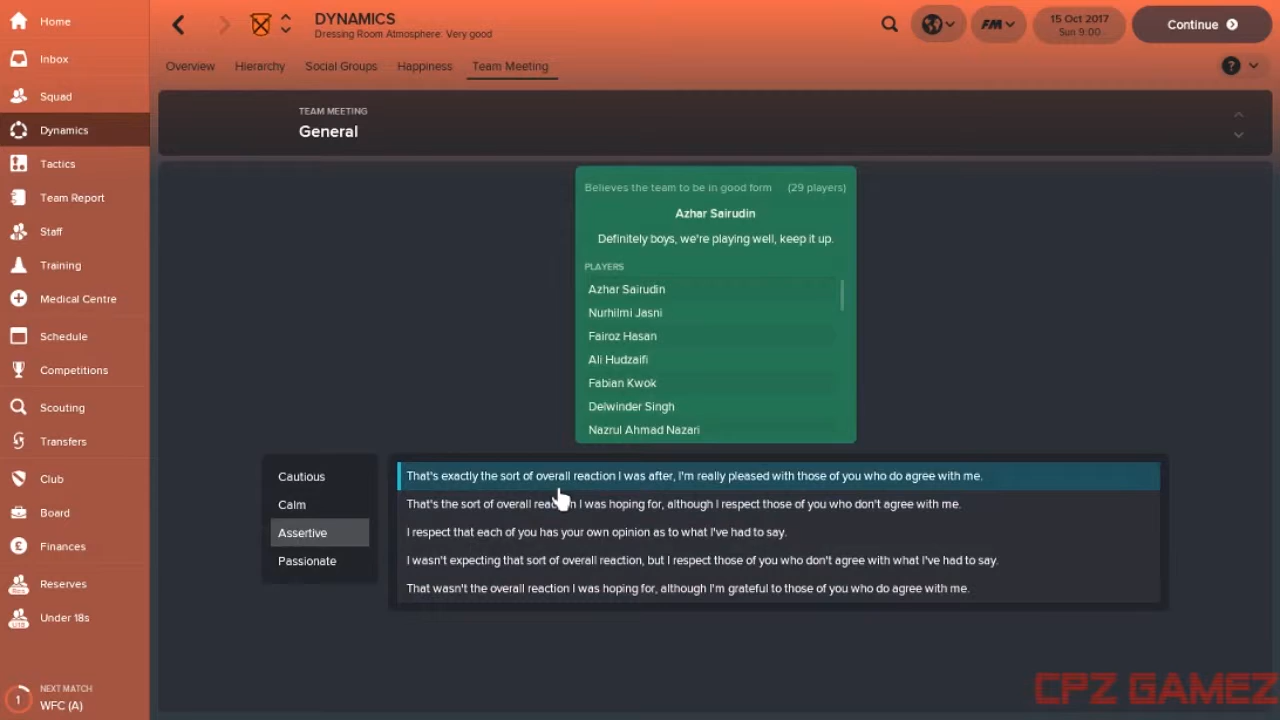 Home
Inbox
Squad
Dynamics
Tactics
Team Report
Staff
Training
Medical Centre
Schedule
Competitions
Scouting
Transfers
Club
Board
Finances
Reserves
Under 18s
1
NEXT MATCH
WFC (A)
DYNAMICS
Dressing Room Atmosphere: Very good
FM
15 Oct 2017
Sun 9:00
Continue
Overview
Hierarchy
Social Groups
Happiness
Team Meeting
?
TEAM MEETING
General
Believes the team to be in good form (29 players)
Azhar Sairudin
Definitely boys, we're playing well, keep it up.
PLAYERS
Azhar Sairudin
Nurhilmi Jasni
Fairoz Hasan
Ali Hudzaifi
Fabian Kwok
Delwinder Singh
Nazrul Ahmad Nazari
Cautious
Calm
Assertive
Passionate
That's exactly the sort of overall reaction I was after, I'm really pleased with those of you who do agree with me.
That's the sort of overall reaction I was hoping for, although I respect those of you who don't agree with me.
I respect that each of you has your own opinion as to what I've had to say.
I wasn't expecting that sort of overall reaction, but I respect those of you who don't agree with what I've had to say.
That wasn't the overall reaction I was hoping for, although I'm grateful to those of you who do agree with me.
CPZ GAMEZ